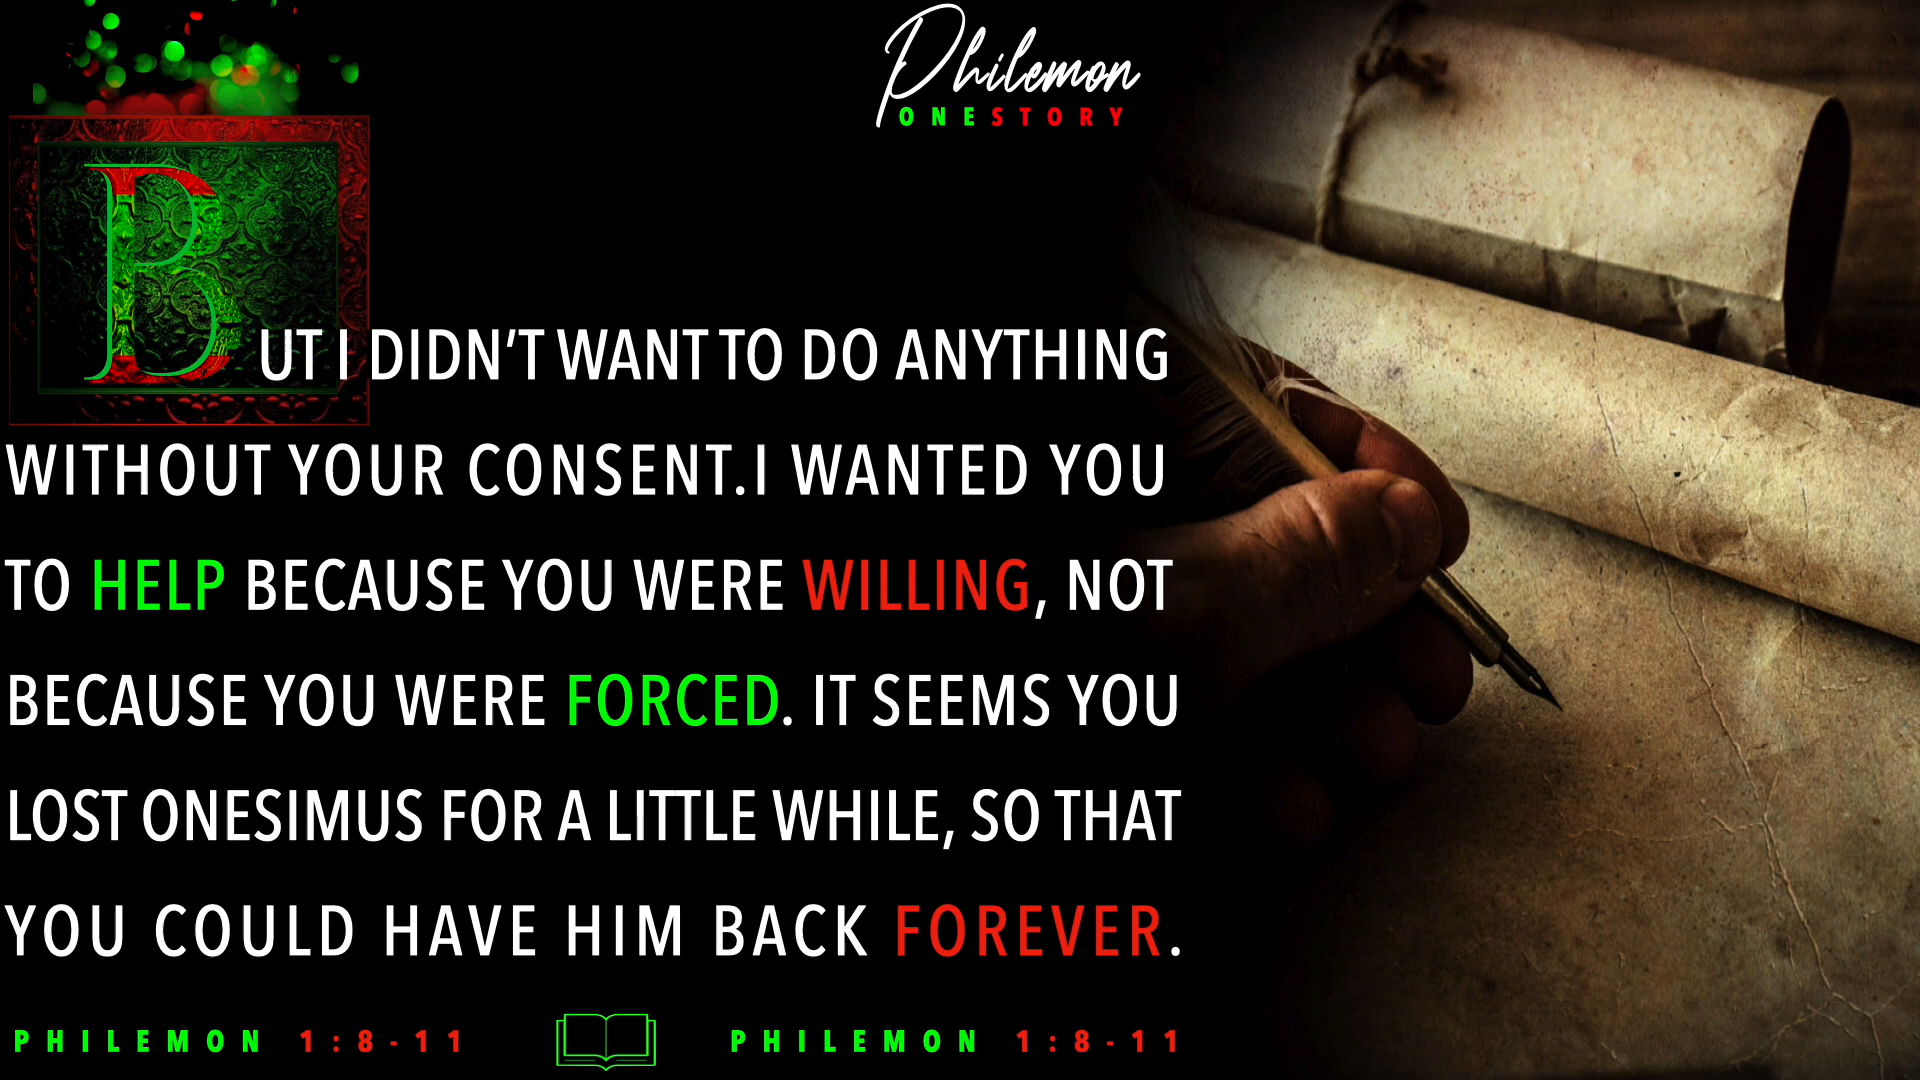 Philemon
ONESTORY
BUT I DIDN’T WANT TO DO ANYTHING
WITHOUT YOUR CONSENT.I WANTED YOU
TO HELP BECAUSE YOU WERE WILLING, NOT
BECAUSE YOU WERE FORCED. IT SEEMS YOU
LOST ONESIMUS FOR A LITTLE WHILE, SO THAT
YOU COULD HAVE HIM BACK FOREVER.
PHILEMON 1:8-11 PHILEMON 1:8-11